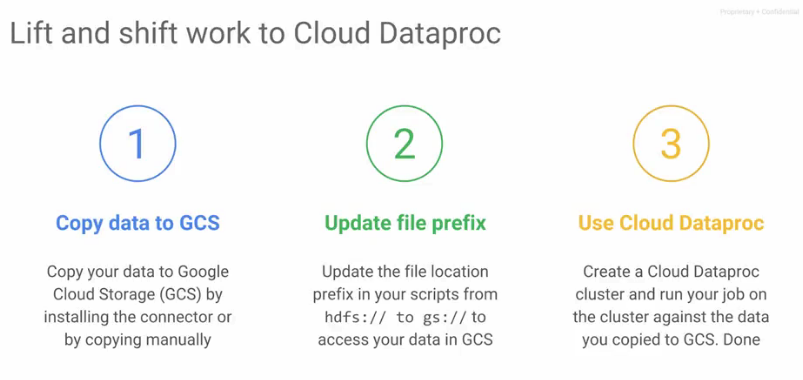 Proprietary + Confidential
Lift and shift work to Cloud Dataproc
1
2
3
Copy data to GCS
Copy your data to Google
Cloud Storage (GCS) by
installing the connector or
by copying manually
Update file prefix
Update the file location
prefix in your scripts from
hdfs:// to gs:// to
access your data in GCS
Use Cloud Dataproc
Create a Cloud Dataproc
cluster and run your job on
the cluster against the data
you copied to GCS. Done